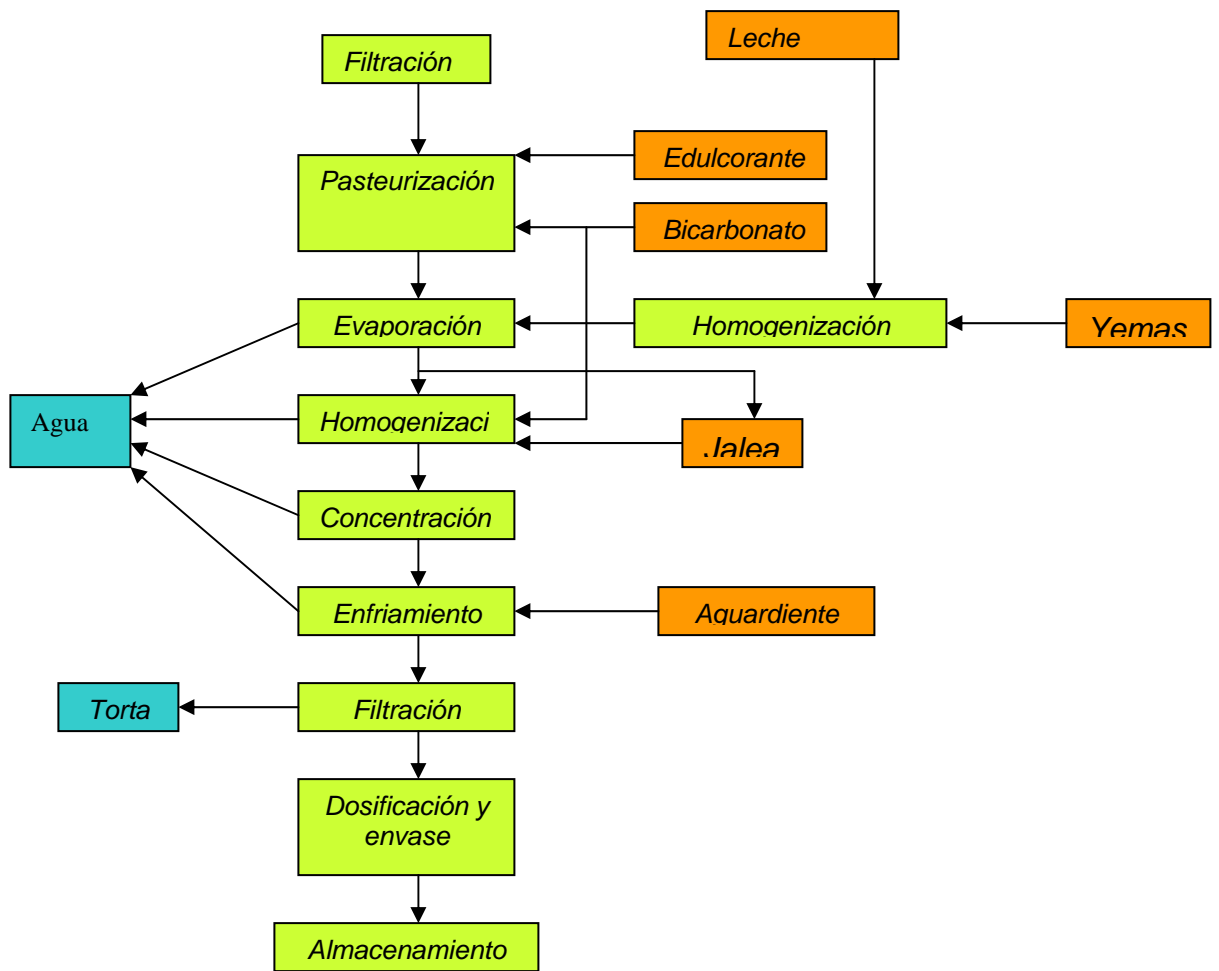 Leche
Filtración
Edulcorante
Pasteurización
Bicarbonato
Evaporación
Homogenización
Yemas
Agua
Homogenizaci
Jalea
Concentración
Enfriamiento
Aguardiente
Torta
Filtración
Dosificación y
envase
Almacenamiento